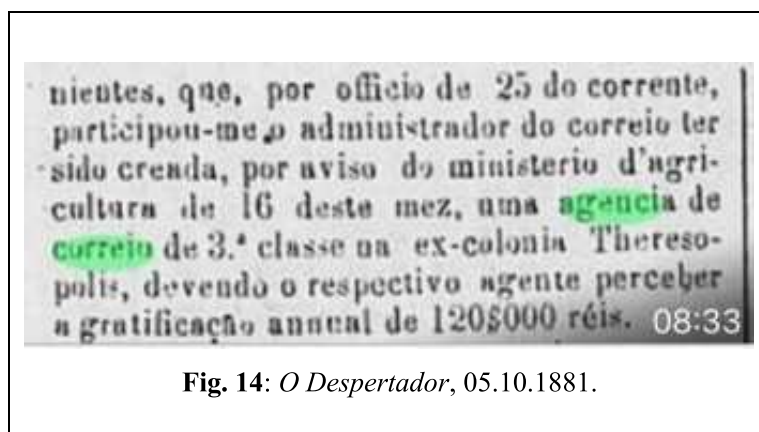 nientes, que, por officio de 25 do corrente,
participou-me o administrador do correio ter
sido creada, por aviso do ministerio d'agri-
cultura de 16 deste mez, uma agencia de
correio de 3.ª classe na ex-colonia Thereso-
polis, devendo o respectivo agente perceber
a gratificação annual de 120$000 réis. 08:33
Fig. 14: O Despertador, 05.10.1881.